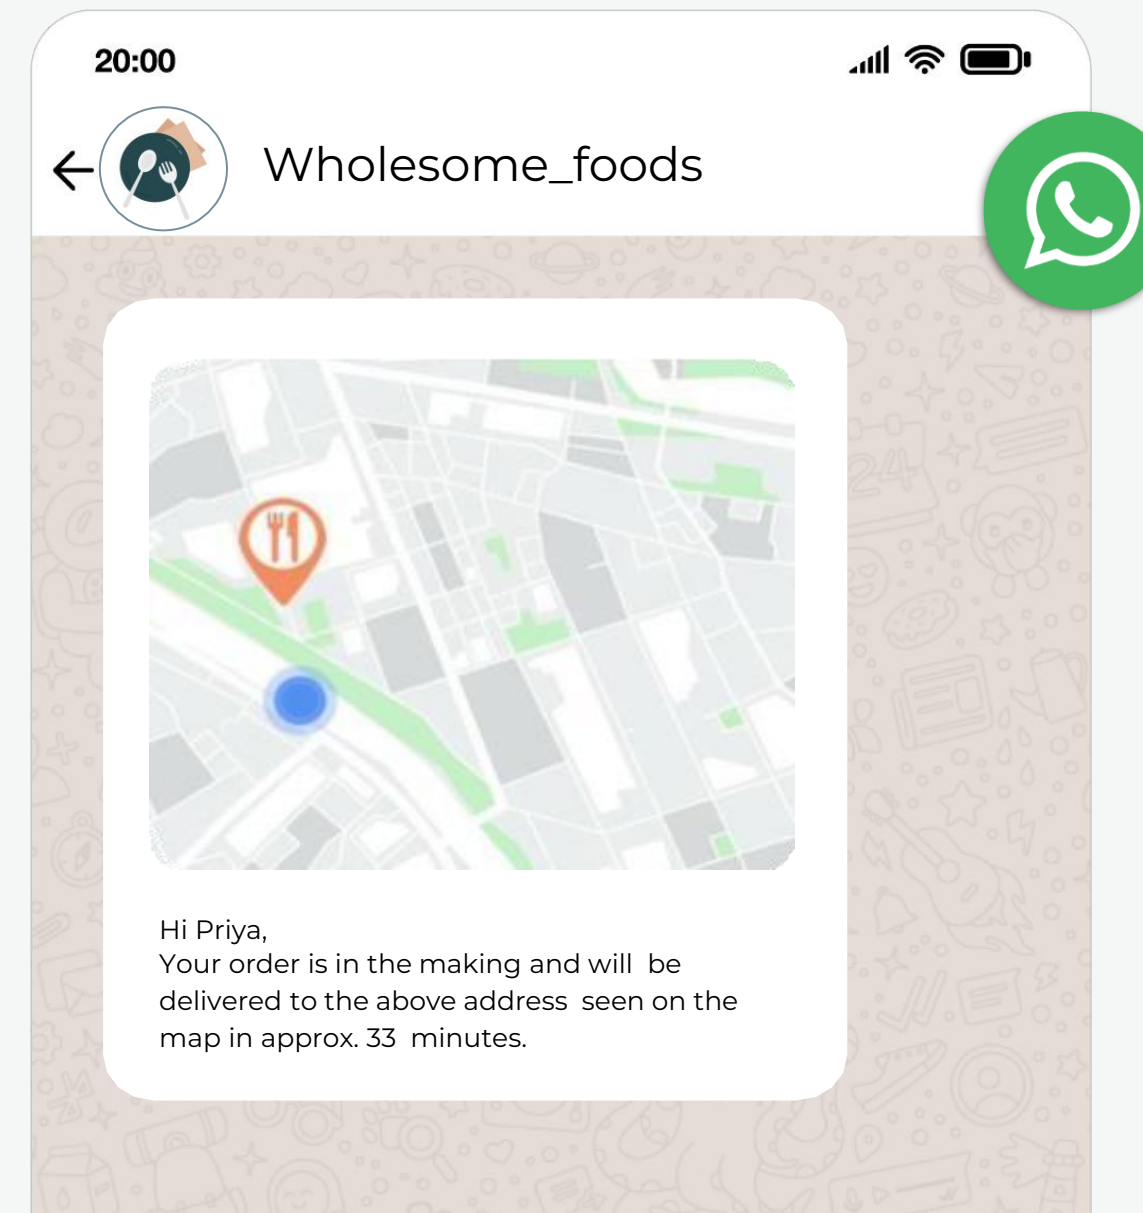 20:00
Wholesome_foods
Hi Priya,
Your order is in the making and will be
delivered to the above address seen on the
map in approx. 33 minutes.
24